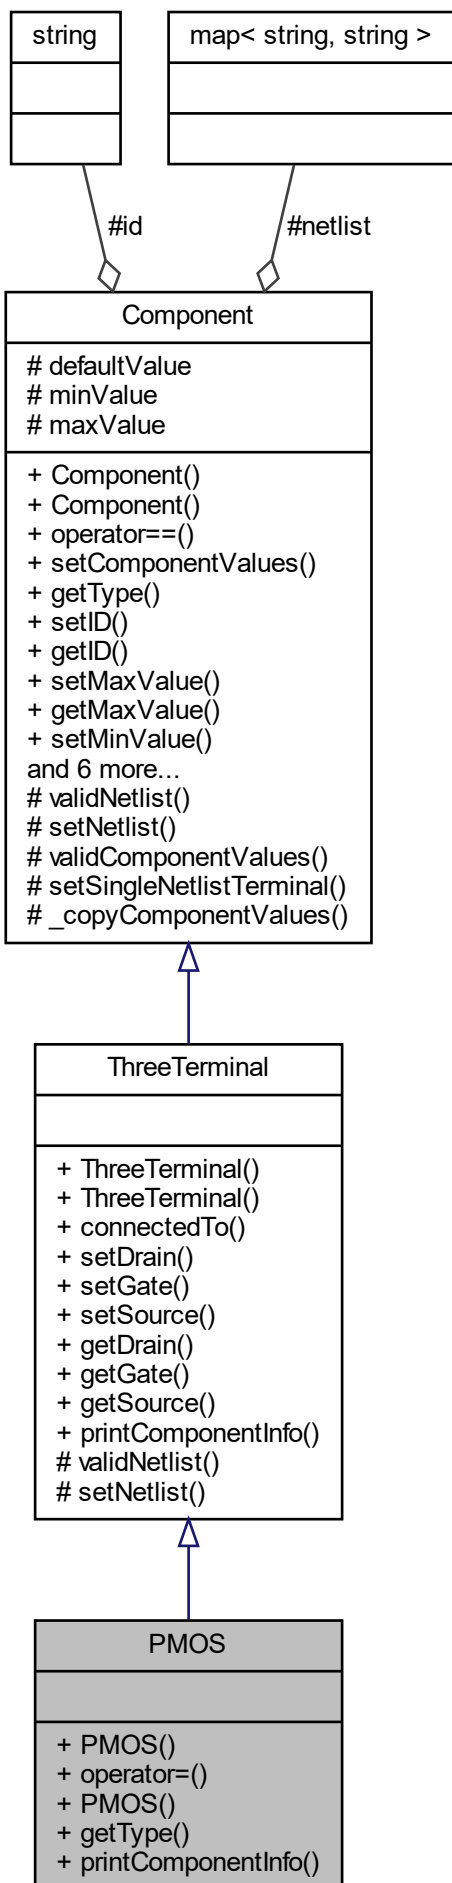 string
map< string, string >
#id
#netlist
Component
# defaultValue
# minValue
# maxValue
+ Component()
+ Component()
+ operator==()
+ setComponentValues()
+ getType()
+ setID()
+ getID()
+ setMaxValue()
+ getMaxValue()
+ setMinValue()
and 6 more...
# validNetlist()
# setNetlist()
# validComponentValues()
# setSingleNetlistTerminal()
# _copyComponentValues()
ThreeTerminal
+ ThreeTerminal()
+ ThreeTerminal()
+ connectedTo()
+ setDrain()
+ setGate()
+ setSource()
+ getDrain()
+ getGate()
+ getSource()
+ printComponentInfo()
# validNetlist()
# setNetlist()
PMOS
+ PMOS()
+ operator=()
+ PMOS()
+ getType()
+ printComponentInfo()